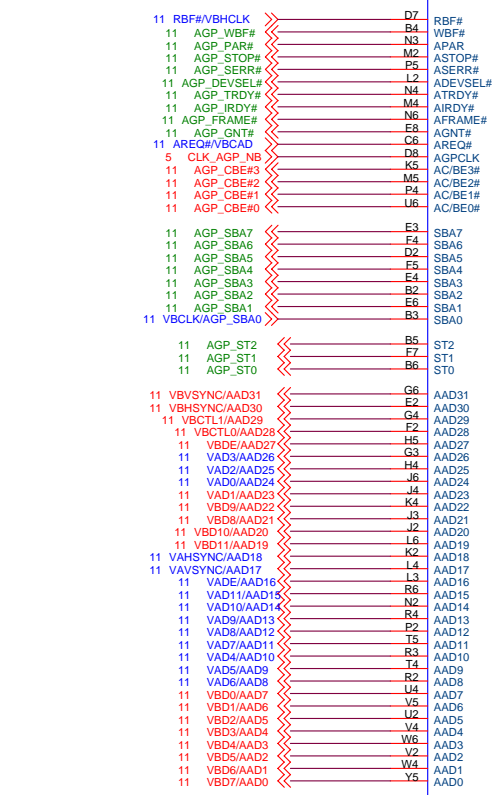 11 RBF#/VBHCLK D7 RBF#
11 AGP_WBF# B4 WBF#
11 AGP_PAR# N3 APAR
11 AGP_STOP# M2 ASTOP#
11 AGP_SERR# P5 ASERR#
11 AGP_DEVSEL# L2 ADEVSEL#
11 AGP_TRDY# N4 ATRDY#
11 AGP_IRDY# M4 AIRDY#
11 AGP_FRAME# N6 AFRAME#
11 AGP_GNT# E8 AGNT#
11 AREQ#/VBCAD C6 AREQ#
5 CLK_AGP_NB D8 AGPCLK
11 AGP_CBE#3 K5 AC/BE3#
11 AGP_CBE#2 M5 AC/BE2#
11 AGP_CBE#1 P4 AC/BE1#
11 AGP_CBE#0 U6 AC/BE0#
11 AGP_SBA7 E3 SBA7
11 AGP_SBA6 F4 SBA6
11 AGP_SBA5 D2 SBA5
11 AGP_SBA4 F5 SBA4
11 AGP_SBA3 E4 SBA3
11 AGP_SBA2 B2 SBA2
11 AGP_SBA1 E6 SBA1
11 VBCLK/AGP_SBA0 B3 SBA0
11 AGP_ST2 B5 ST2
11 AGP_ST1 F7 ST1
11 AGP_ST0 B6 ST0
11 VBVSYNC/AAD31 G6 AAD31
11 VBHSYNC/AAD30 E2 AAD30
11 VBCTL1/AAD29 G4 AAD29
11 VBCTL0/AAD28 F2 AAD28
11 VBDE/AAD27 H5 AAD27
11 VAD3/AAD26 G3 AAD26
11 VAD2/AAD25 H4 AAD25
11 VAD0/AAD24 J6 AAD24
11 VAD1/AAD23 J4 AAD23
11 VBD9/AAD22 K4 AAD22
11 VBD8/AAD21 J3 AAD21
11 VBD10/AAD20 J2 AAD20
11 VBD11/AAD19 L6 AAD19
11 VAHSYNC/AAD18 K2 AAD18
11 VAVSYNC/AAD17 L4 AAD17
11 VADE/AAD16 L3 AAD16
11 VAD11/AAD15 R6 AAD15
11 VAD10/AAD14 N2 AAD14
11 VAD9/AAD13 R4 AAD13
11 VAD8/AAD12 P2 AAD12
11 VAD7/AAD11 T5 AAD11
11 VAD4/AAD10 R3 AAD10
11 VAD5/AAD9 T4 AAD9
11 VAD6/AAD8 R2 AAD8
11 VBD0/AAD7 U4 AAD7
11 VBD1/AAD6 V5 AAD6
11 VBD2/AAD5 U2 AAD5
11 VBD3/AAD4 V4 AAD4
11 VBD4/AAD3 W6 AAD3
11 VBD5/AAD2 V2 AAD2
11 VBD6/AAD1 W4 AAD1
11 VBD7/AAD0 Y5 AAD0